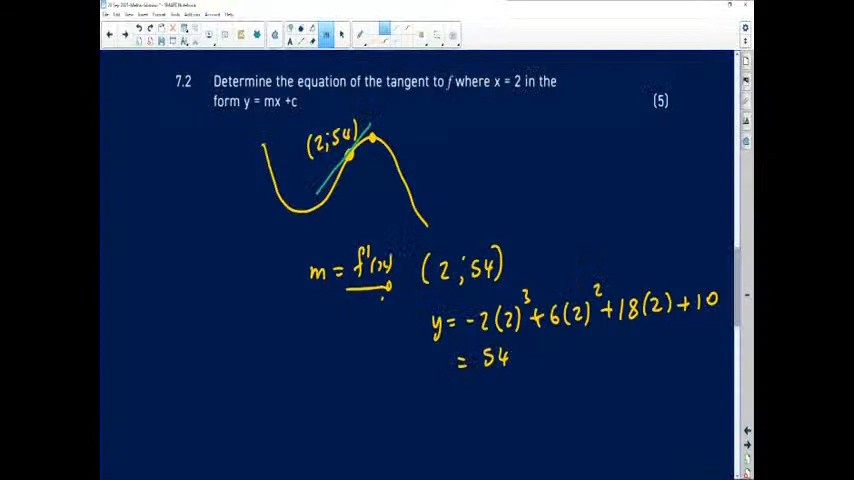 7.2 Determine the equation of the tangent to f where x = 2 in the
form y = mx +c (5)
(2;54)
m = f'(x) (2;54)
y = -2(2)³ + 6(2)² + 18(2) + 10
= 54